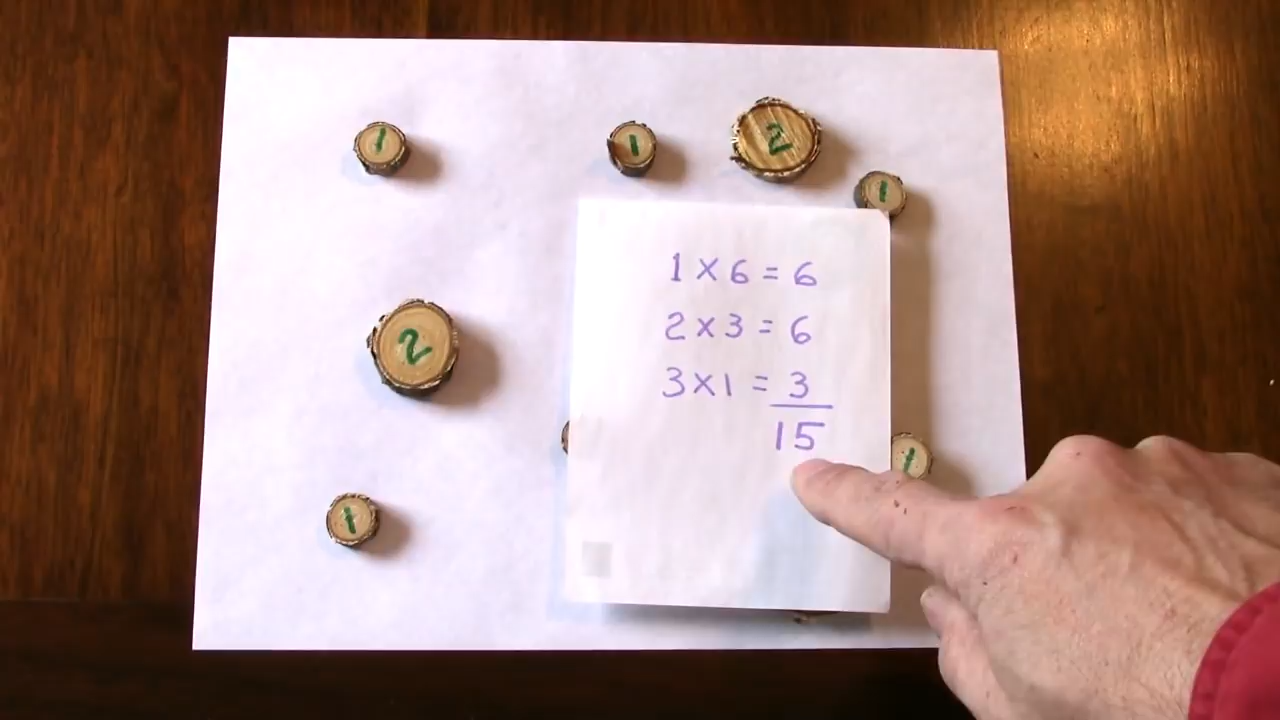 1
1
2
1
1 × 6 = 6
2 × 3 = 6
2
3 × 1 = 3
15
1
1